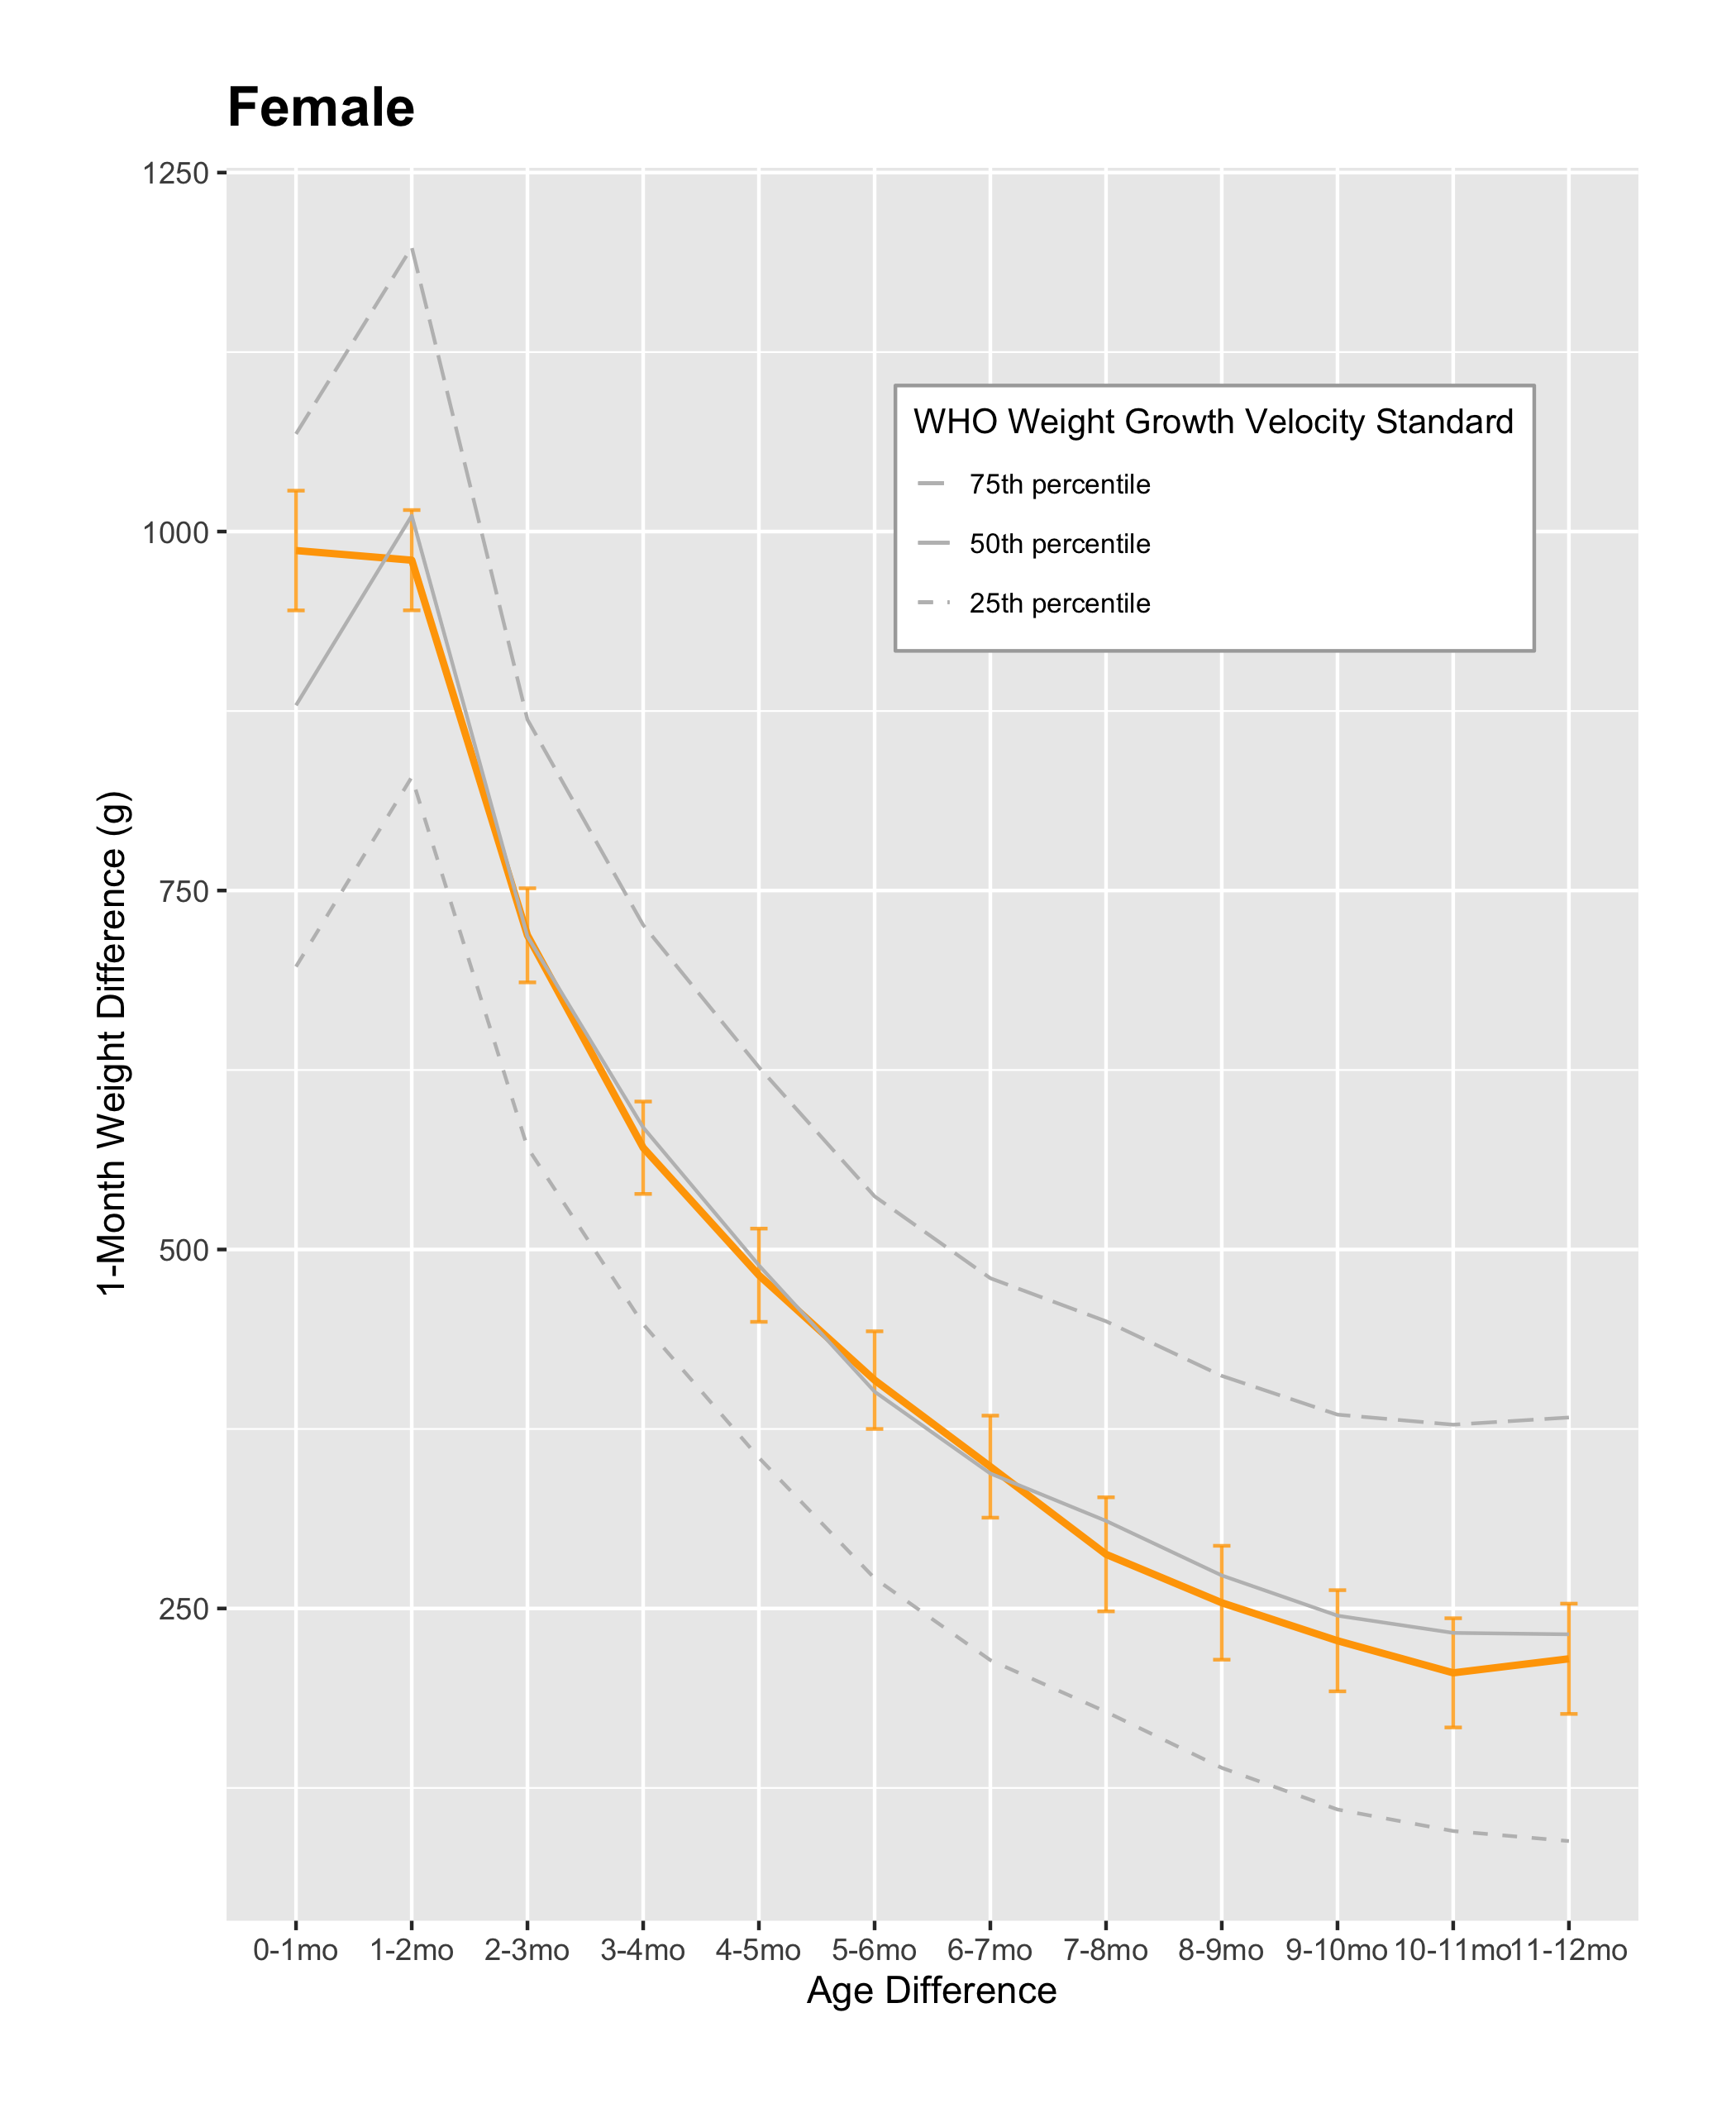 Female
1250
1000
750
500
250
1-Month Weight Difference (g)
WHO Weight Growth Velocity Standard
75th percentile
50th percentile
25th percentile
0-1mo 1-2mo 2-3mo 3-4mo 4-5mo 5-6mo 6-7mo 7-8mo 8-9mo 9-10mo 10-11mo 11-12mo
Age Difference